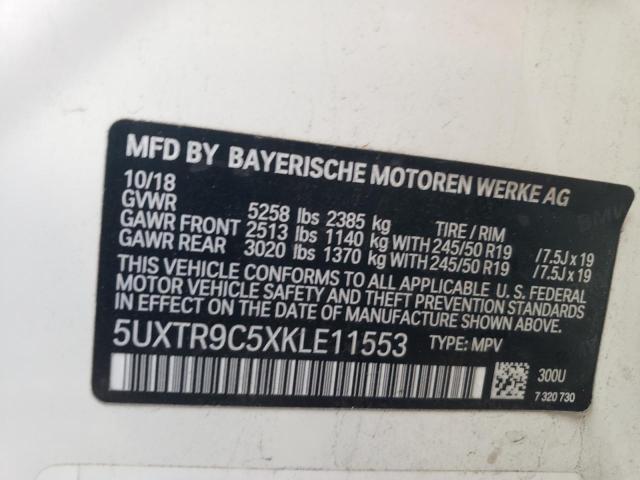 MFD BY BAYERISCHE MOTOREN WERKE AG
10/18
GVWR 5258 lbs 2385 kg TIRE / RIM
GAWR FRONT 2513 lbs 1140 kg WITH 245/50 R19 /7.5J x 19
GAWR REAR 3020 lbs 1370 kg WITH 245/50 R19 /7.5J x 19
THIS VEHICLE CONFORMS TO ALL APPLICABLE U. S. FEDERAL
MOTOR VEHICLE SAFETY AND THEFT PREVENTION STANDARDS
IN EFFECT ON THE DATE OF MANUFACTURE SHOWN ABOVE.
5UXTR9C5XKLE11553 TYPE: MPV
300U
7 320 730
BMW